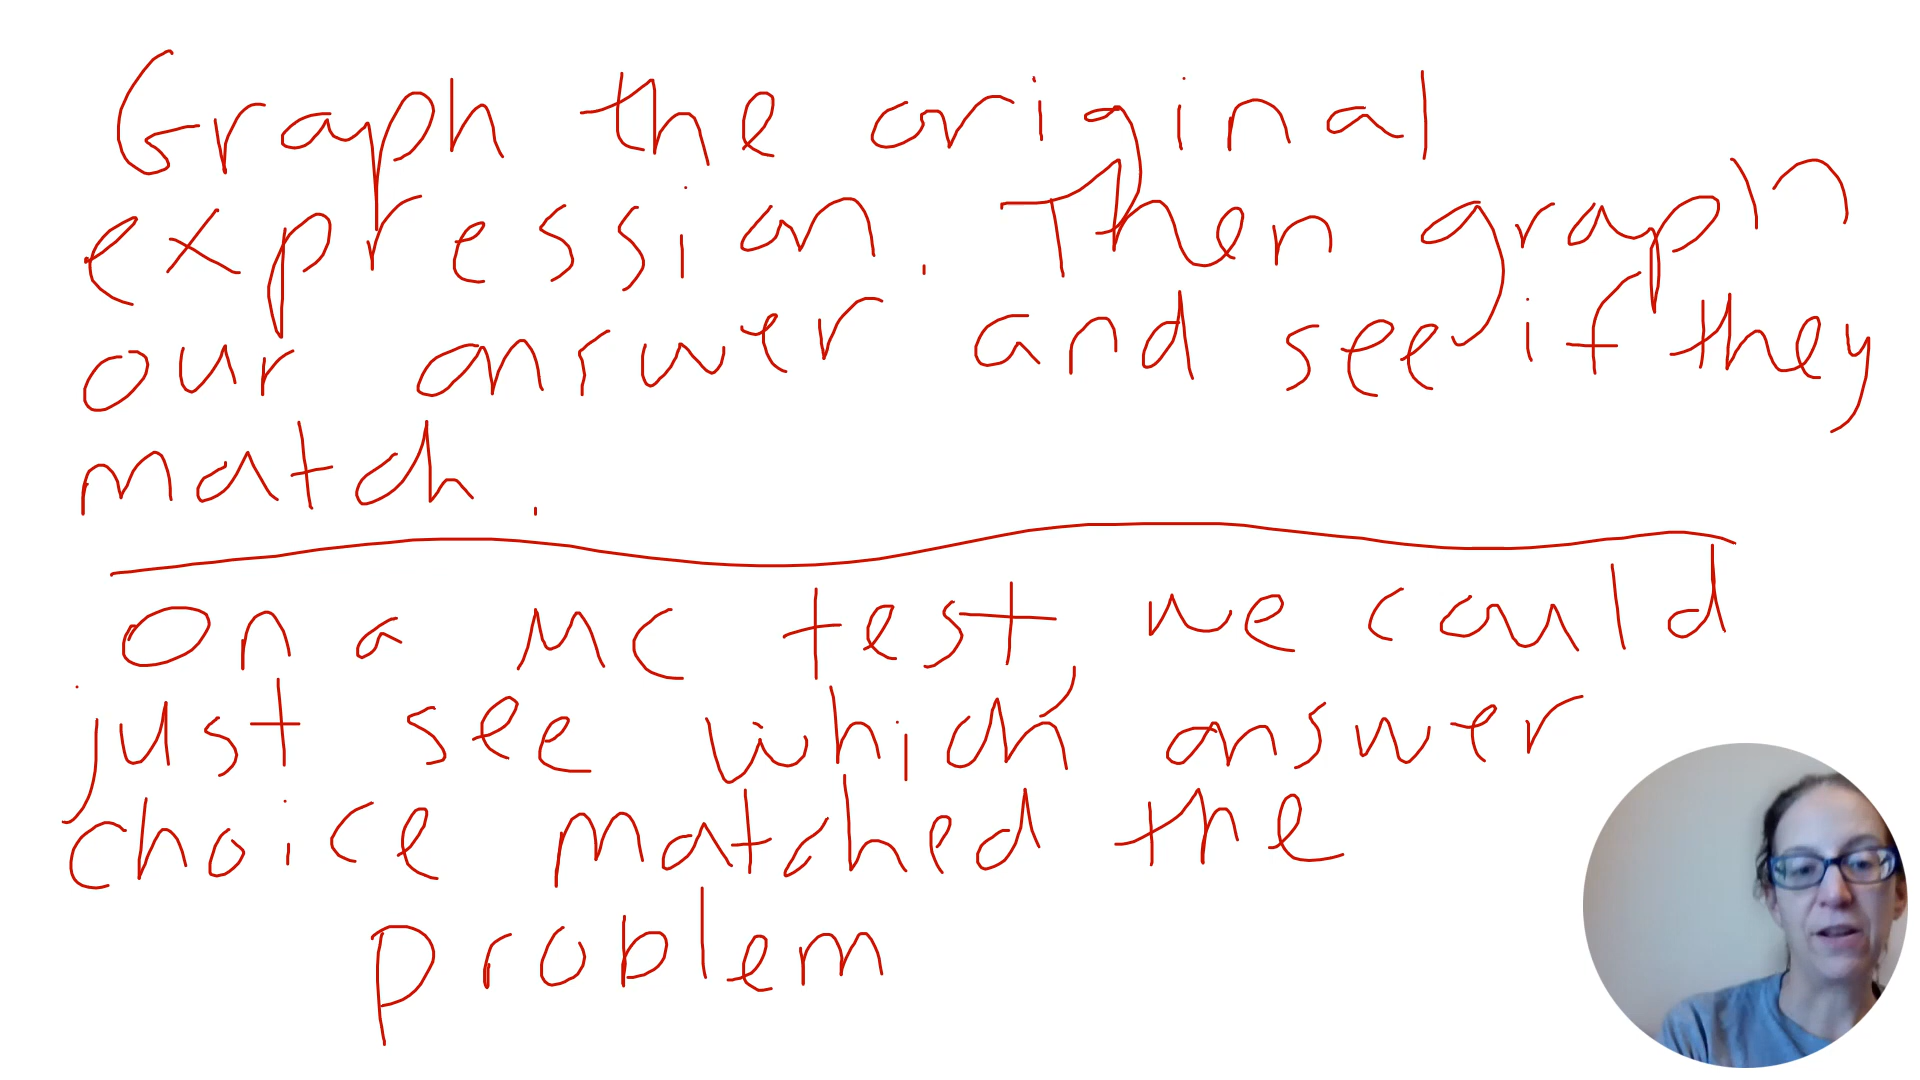 Graph the original
expression. Then graph
our answer and see if they
match.
On a MC test, we could
just see which answer
choice matched the
problem